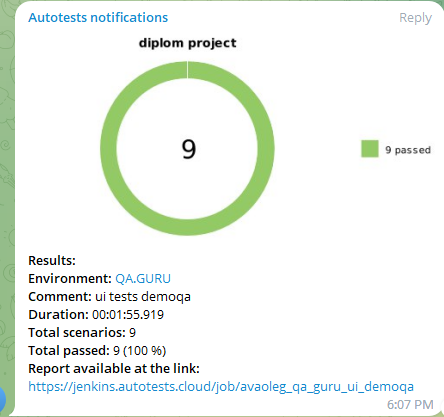 Autotests notifications
Reply
diplom project
9
9 passed
Results:
Environment: QA.GURU
Comment: ui tests demoqa
Duration: 00:01:55.919
Total scenarios: 9
Total passed: 9 (100 %)
Report available at the link:
https://jenkins.autotests.cloud/job/avaoleg_qa_guru_ui_demoqa
6:07 PM